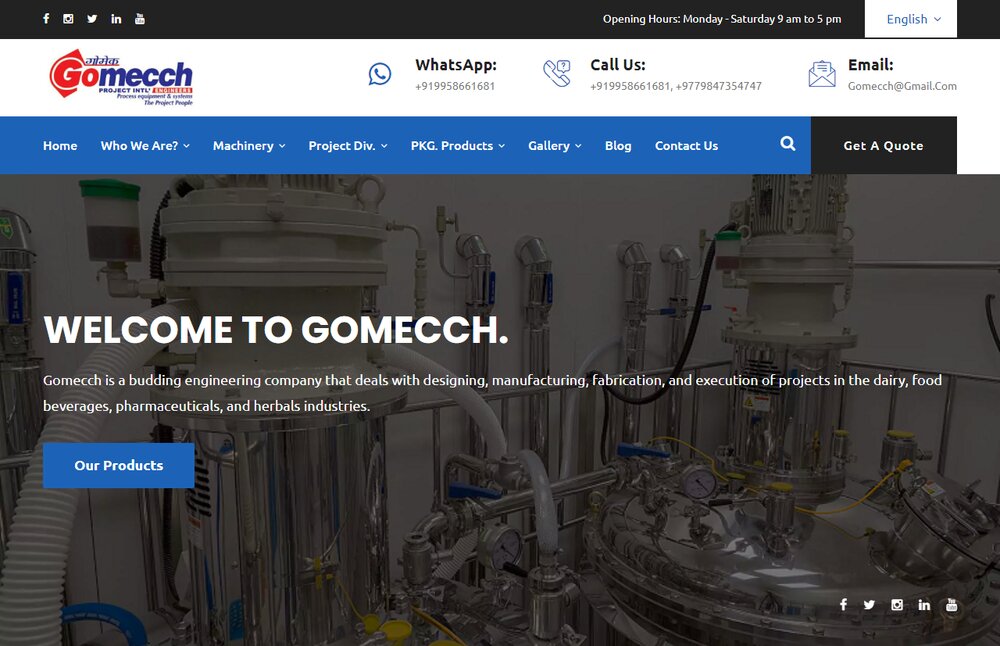 Opening Hours: Monday - Saturday 9 am to 5 pm
English
गोमेक
Gomecch
PROJECT INTL' ENGINEERS
Process equipment & systems
The Project People
WhatsApp:
+919958661681
Call Us:
+919958661681, +9779847354747
Email:
Gomecch@Gmail.Com
Home
Who We Are?
Machinery
Project Div.
PKG. Products
Gallery
Blog
Contact Us
Get A Quote
WELCOME TO GOMECCH.
Gomecch is a budding engineering company that deals with designing, manufacturing, fabrication, and execution of projects in the dairy, food
beverages, pharmaceuticals, and herbals industries.
Our Products